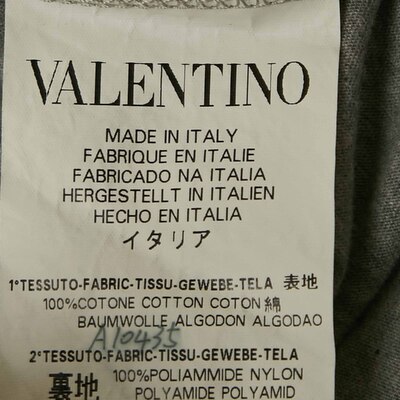 VALENTINO
MADE IN ITALY
FABRIQUE EN ITALIE
FABRICADO NA ITALIA
HERGESTELLT IN ITALIEN
HECHO EN ITALIA
イタリア
1°TESSUTO-FABRIC-TISSU-GEWEBE-TELA 表地
100%COTONE COTTON COTON 綿
BAUMWOLLE ALGODON ALGODAO
A10435
2°TESSUTO-FABRIC-TISSU-GEWEBE-TELA
裏地 100%POLIAMMIDE NYLON
POLYAMIDE POLYAMID